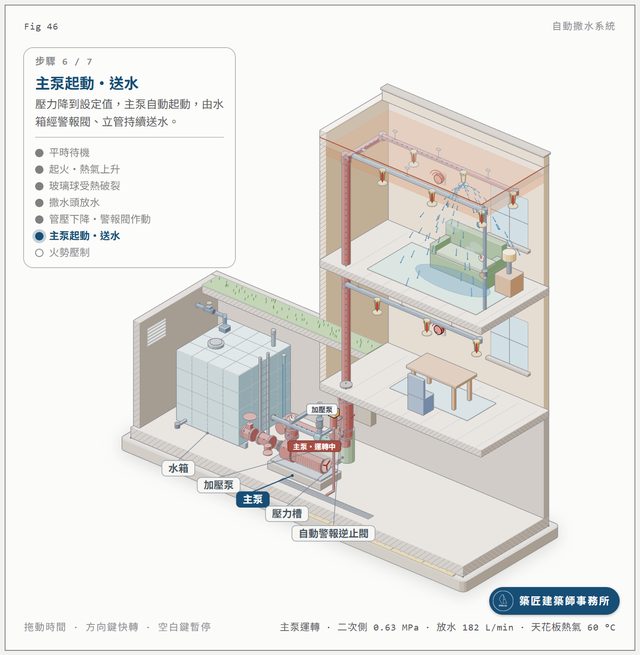 Fig 46
自動撒水系統
步驟 6 / 7
主泵起動・送水
壓力降到設定值，主泵自動起動，由水
箱經警報閥、立管持續送水。
平時待機
起火・熱氣上升
玻璃球受熱破裂
撒水頭放水
管壓下降・警報閥作動
主泵起動・送水
火勢壓制
加壓泵
主泵・運轉中
水箱
加壓泵
主泵
壓力槽
自動警報逆止閥
築匠建築師事務所
拖動時間 · 方向鍵快轉 · 空白鍵暫停
主泵運轉 · 二次側 0.63 MPa · 放水 182 L/min · 天花板熱氣 60 °C